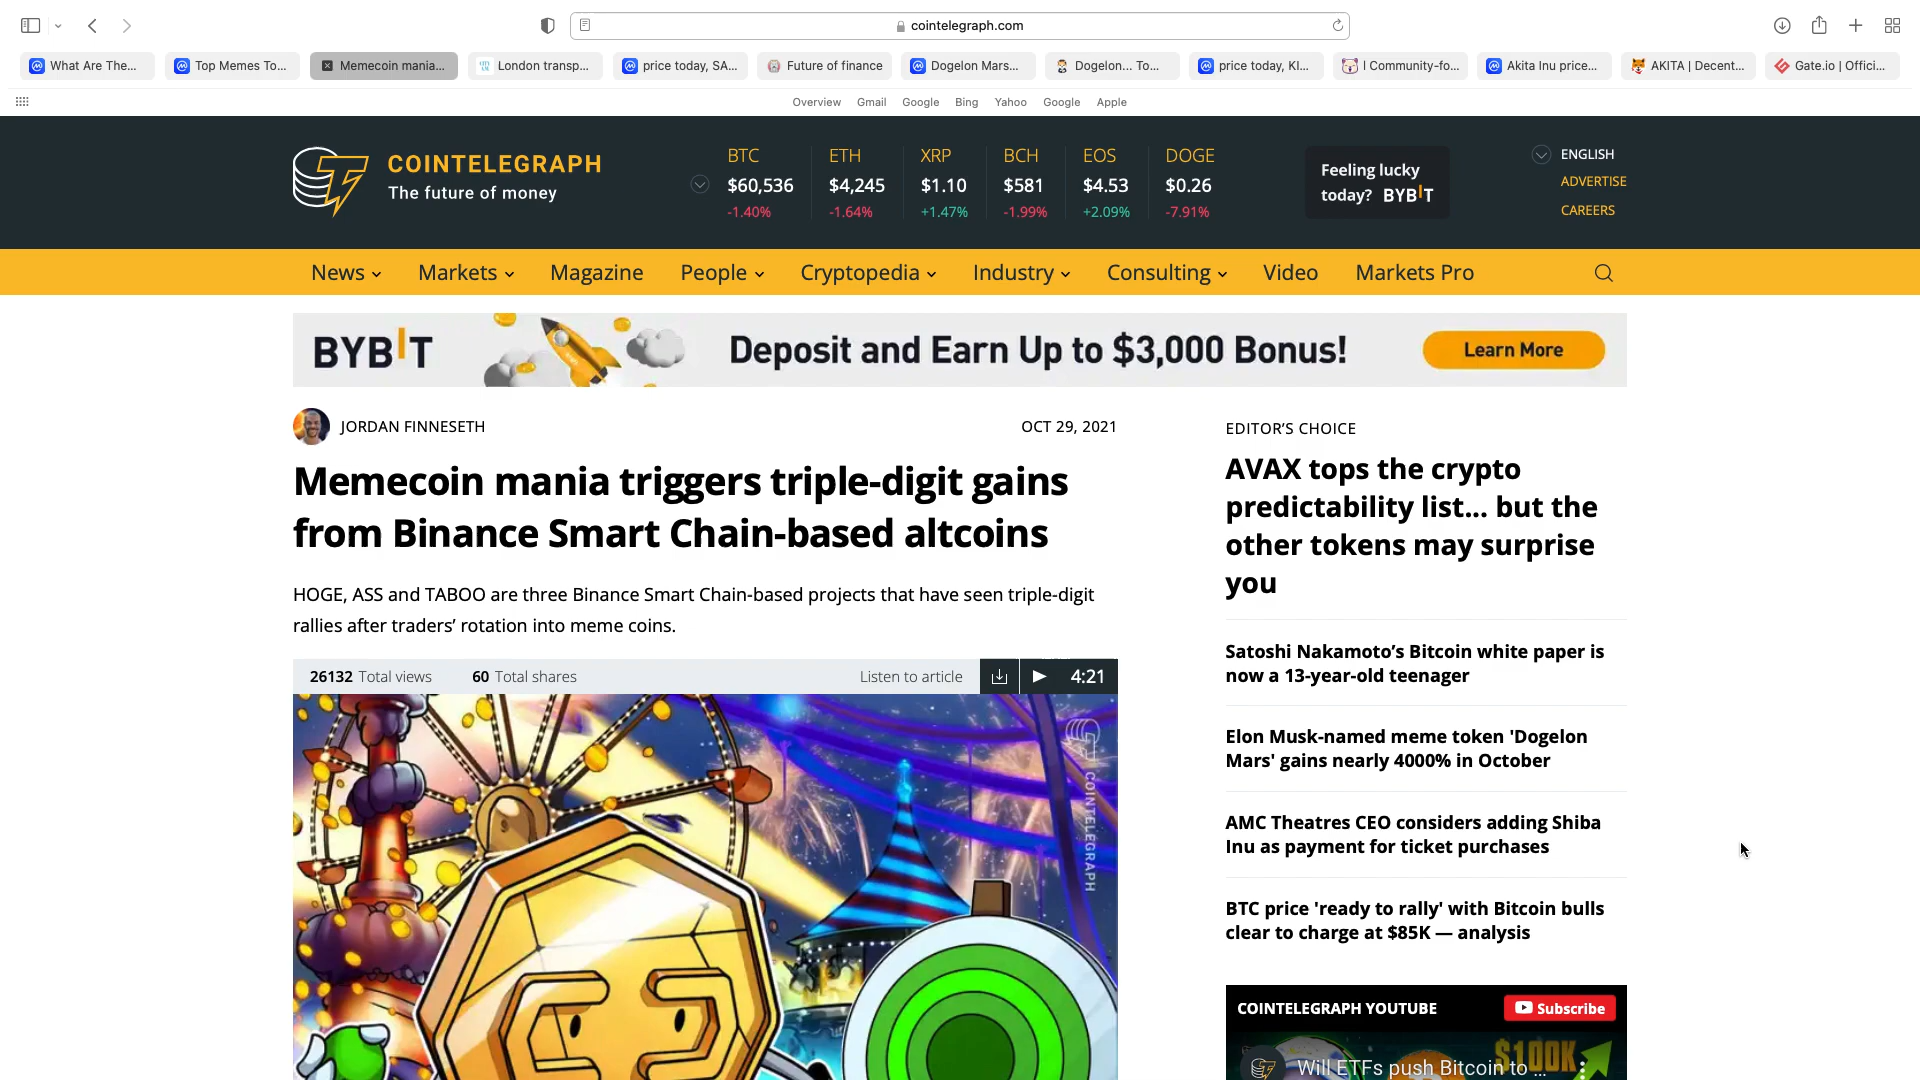 cointelegraph.com
What Are The...
Top Memes To...
Memecoin mania...
London transp...
price today, SA...
Future of finance
Dogelon Mars...
Dogelon... To...
price today, KI...
I Community-fo...
Akita Inu price...
AKITA | Decent...
Gate.io | Offici...
Overview Gmail Google Bing Yahoo Google Apple
COINTELEGRAPH
The future of money
BTC ETH XRP BCH EOS DOGE
$60,536 $4,245 $1.10 $581 $4.53 $0.26
-1.40% -1.64% +1.47% -1.99% +2.09% -7.91%
Feeling lucky
today? BYBIT
ENGLISH
ADVERTISE
CAREERS
News Markets Magazine People Cryptopedia Industry Consulting Video Markets Pro
BYBIT Deposit and Earn Up to $3,000 Bonus! Learn More
JORDAN FINNESETH OCT 29, 2021
Memecoin mania triggers triple-digit gains
from Binance Smart Chain-based altcoins
HOGE, ASS and TABOO are three Binance Smart Chain-based projects that have seen triple-digit
rallies after traders’ rotation into meme coins.
26132 Total views 60 Total shares Listen to article 4:21
COINTELEGRAPH
EDITOR’S CHOICE
AVAX tops the crypto
predictability list... but the
other tokens may surprise
you
Satoshi Nakamoto’s Bitcoin white paper is
now a 13-year-old teenager
Elon Musk-named meme token 'Dogelon
Mars' gains nearly 4000% in October
AMC Theatres CEO considers adding Shiba
Inu as payment for ticket purchases
BTC price 'ready to rally' with Bitcoin bulls
clear to charge at $85K — analysis
COINTELEGRAPH YOUTUBE Subscribe
$100K
Will ETFs push Bitcoin to ...